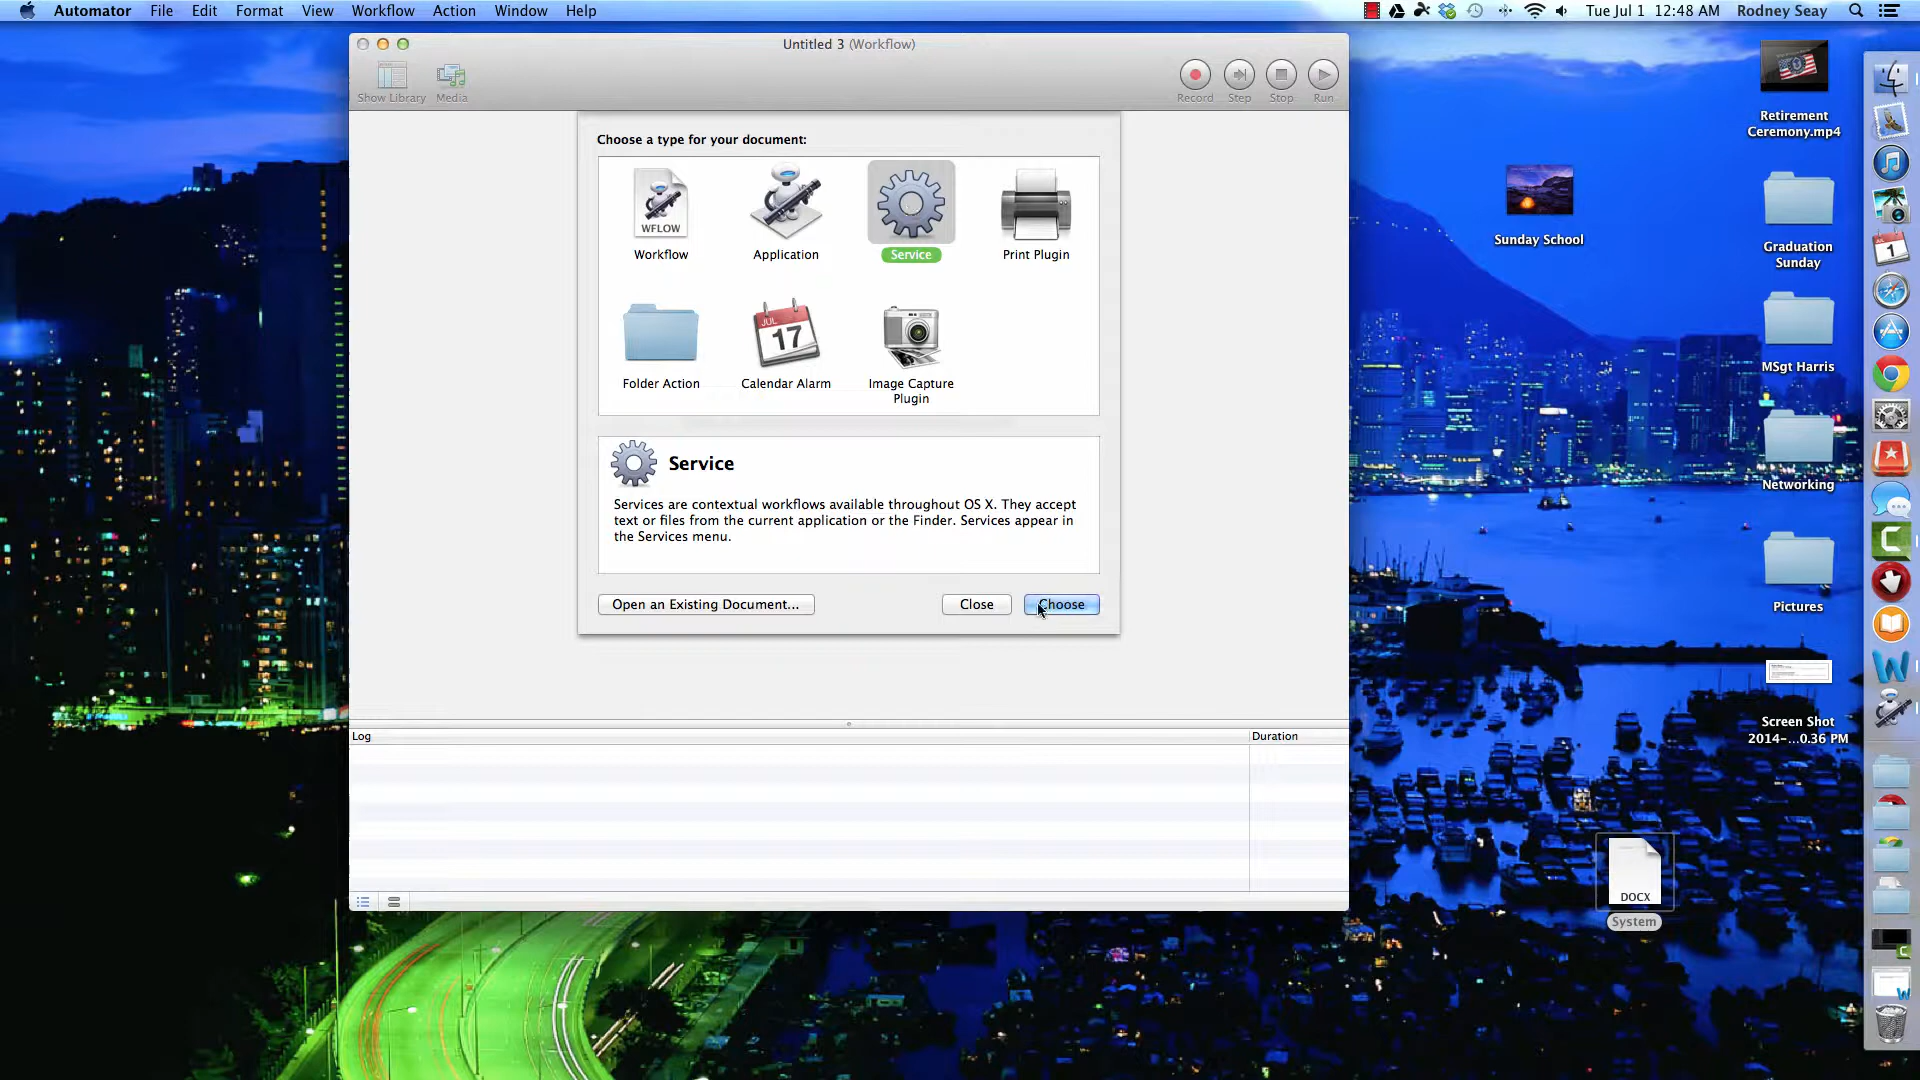 Automator File Edit Format View Workflow Action Window Help
Tue Jul 1 12:48 AM Rodney Seay
Untitled 3 (Workflow)
Show Library Media
Record Step Stop Run
Choose a type for your document:
WFLOW
Workflow Application Service Print Plugin
JUL
17
Folder Action Calendar Alarm Image Capture
Plugin
Service
Services are contextual workflows available throughout OS X. They accept
text or files from the current application or the Finder. Services appear in
the Services menu.
Open an Existing Document... Close Choose
Log Duration
Retirement
Ceremony.mp4
Sunday School
Graduation
Sunday
MSgt Harris
Networking
Pictures
Screen Shot
2014-...0.36 PM
DOCX
System
JUL
1